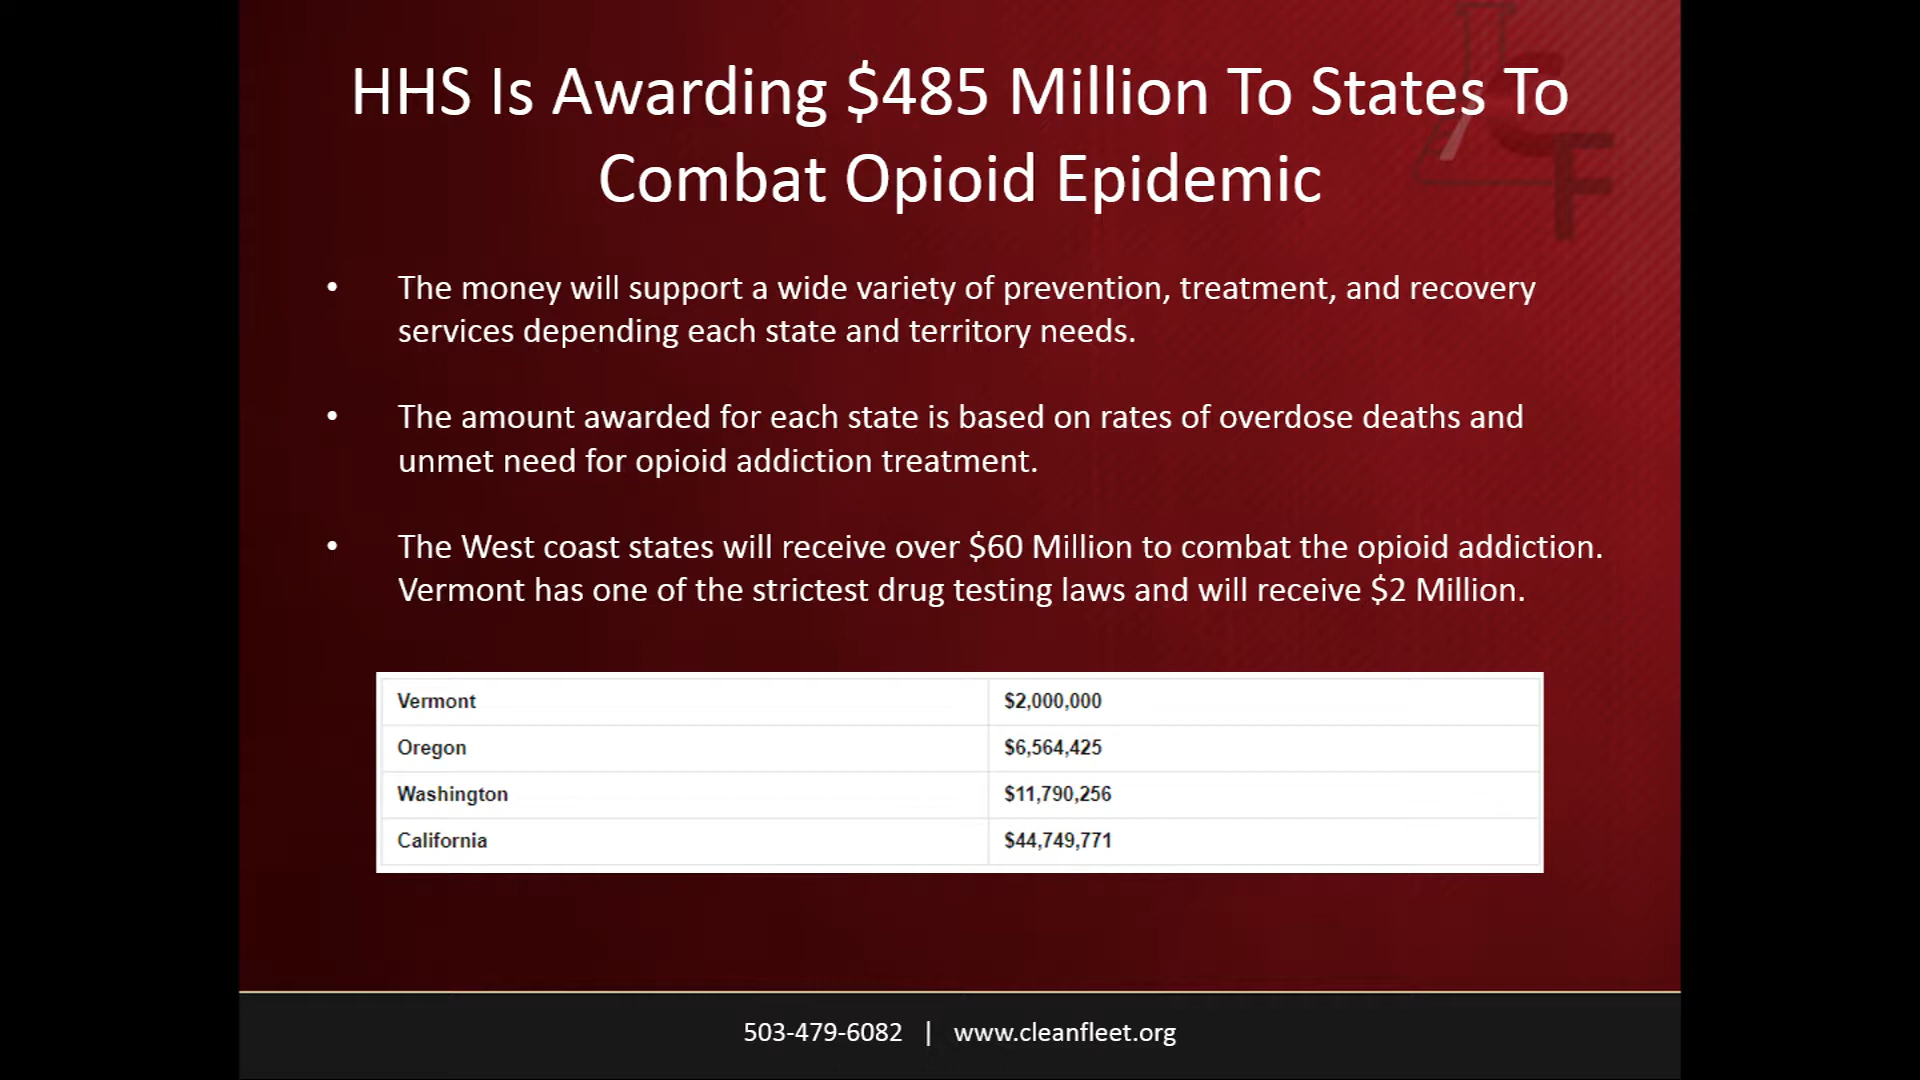 HHS Is Awarding $485 Million To States To
Combat Opioid Epidemic
• The money will support a wide variety of prevention, treatment, and recovery
services depending each state and territory needs.
• The amount awarded for each state is based on rates of overdose deaths and
unmet need for opioid addiction treatment.
• The West coast states will receive over $60 Million to combat the opioid addiction.
Vermont has one of the strictest drug testing laws and will receive $2 Million.
Vermont $2,000,000
Oregon $6,564,425
Washington $11,790,256
California $44,749,771
503-479-6082 | www.cleanfleet.org